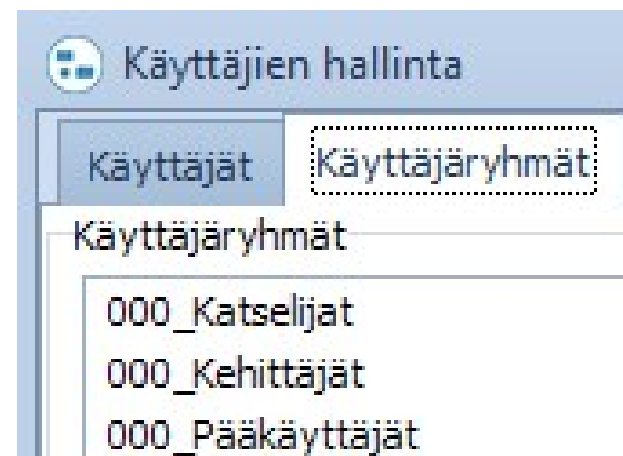 Käyttäjien hallinta
Käyttäjät Käyttäjäryhmät
Käyttäjäryhmät
000_Katselijat
000_Kehittäjät
000_Pääkäyttäjät